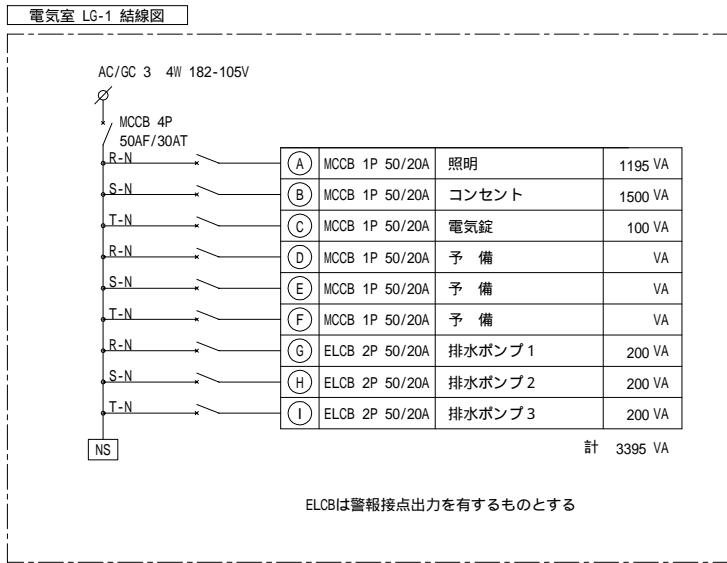 電気室 LG-1 結線図
AC/GC 3 4W 182-105V
MCCB 4P
50AF/30AT
R-N A MCCB 1P 50/20A 照明 1195 VA
S-N B MCCB 1P 50/20A コンセント 1500 VA
T-N C MCCB 1P 50/20A 電気錠 100 VA
R-N D MCCB 1P 50/20A 予 備 VA
S-N E MCCB 1P 50/20A 予 備 VA
T-N F MCCB 1P 50/20A 予 備 VA
R-N G ELCB 2P 50/20A 排水ポンプ1 200 VA
S-N H ELCB 2P 50/20A 排水ポンプ2 200 VA
T-N I ELCB 2P 50/20A 排水ポンプ3 200 VA
NS 計 3395 VA
ELCBは警報接点出力を有するものとする